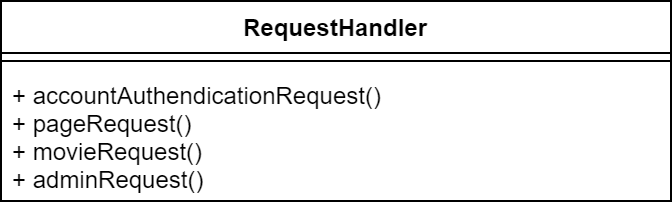 RequestHandler
+ accountAuthendicationRequest()
+ pageRequest()
+ movieRequest()
+ adminRequest()